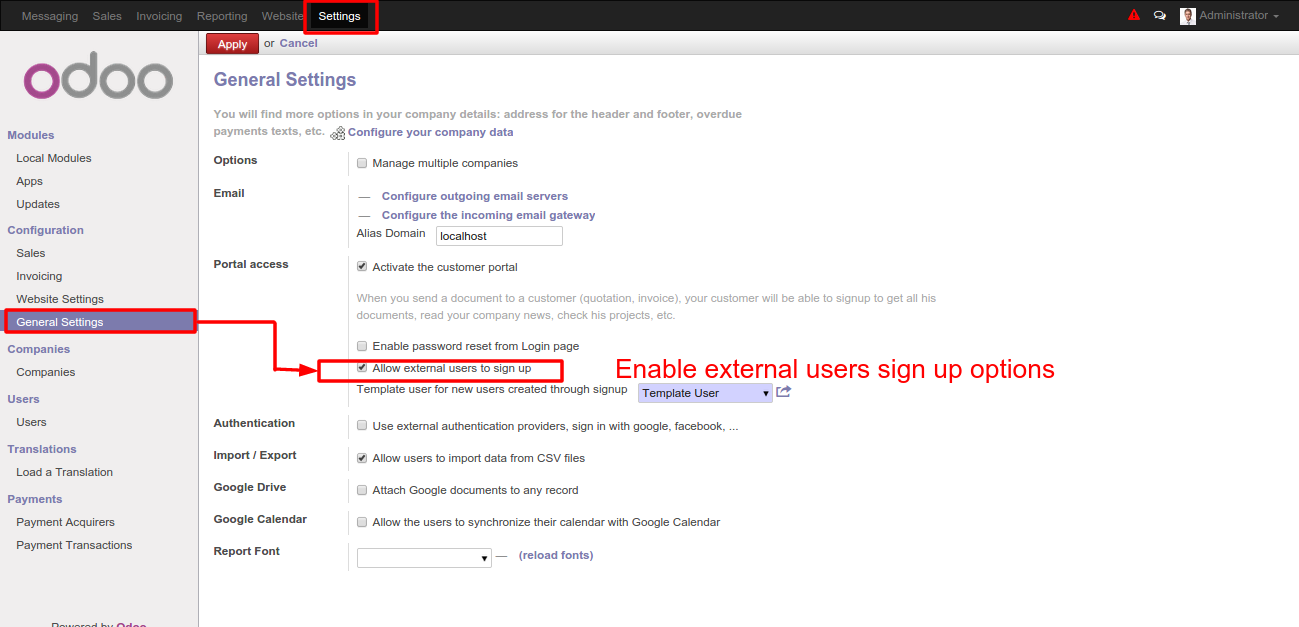 Messaging Sales Invoicing Reporting Website Settings Administrator
odoo
Modules
Local Modules
Apps
Updates
Configuration
Sales
Invoicing
Website Settings
General Settings
Companies
Companies
Users
Users
Translations
Load a Translation
Payments
Payment Acquirers
Payment Transactions
Powered by Odoo
Apply or Cancel
General Settings
You will find more options in your company details: address for the header and footer, overdue
payments texts, etc. Configure your company data
Options Manage multiple companies
Email — Configure outgoing email servers
— Configure the incoming email gateway
Alias Domain localhost
Portal access Activate the customer portal
When you send a document to a customer (quotation, invoice), your customer will be able to signup to get all his
documents, read your company news, check his projects, etc.
Enable password reset from Login page
Allow external users to sign up
Enable external users sign up options
Template user for new users created through signup Template User
Authentication Use external authentication providers, sign in with google, facebook, ...
Import / Export Allow users to import data from CSV files
Google Drive Attach Google documents to any record
Google Calendar Allow the users to synchronize their calendar with Google Calendar
Report Font — (reload fonts)